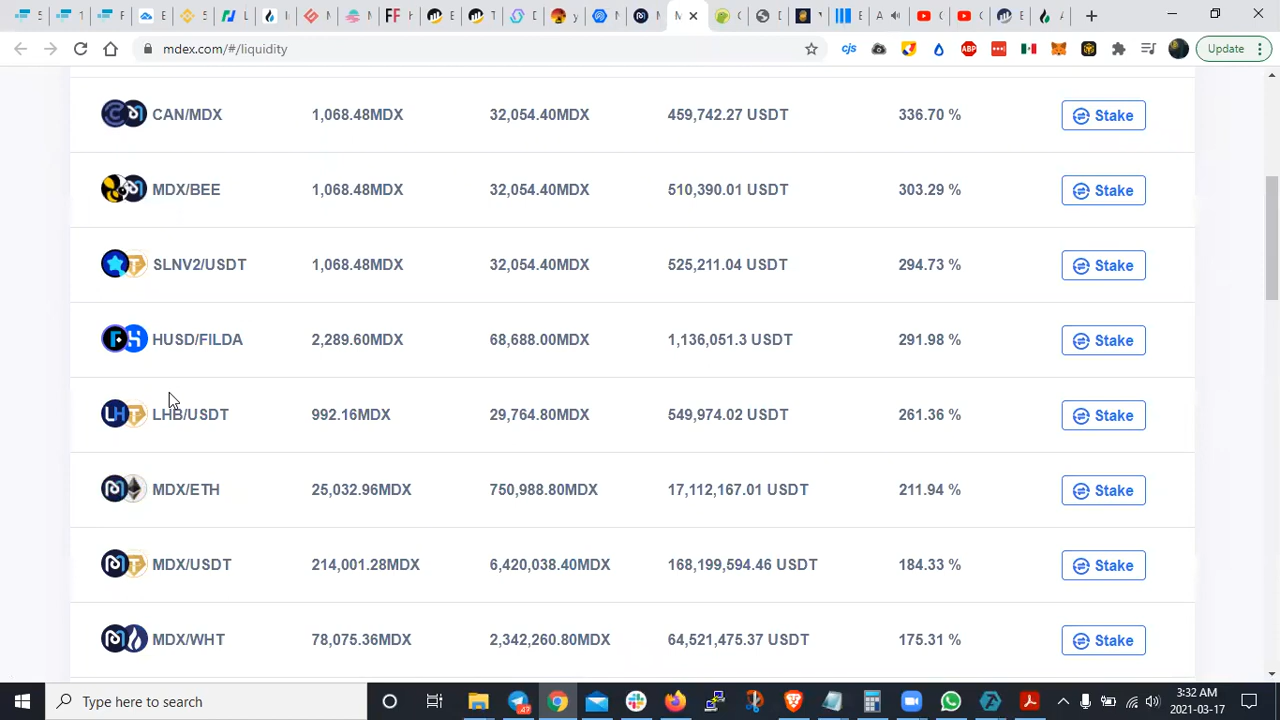 mdex.com/#/liquidity
cjs
ABP
Update
CAN/MDX 1,068.48MDX 32,054.40MDX 459,742.27 USDT 336.70 % Stake
MDX/BEE 1,068.48MDX 32,054.40MDX 510,390.01 USDT 303.29 % Stake
SLNV2/USDT 1,068.48MDX 32,054.40MDX 525,211.04 USDT 294.73 % Stake
HUSD/FILDA 2,289.60MDX 68,688.00MDX 1,136,051.3 USDT 291.98 % Stake
LHB/USDT 992.16MDX 29,764.80MDX 549,974.02 USDT 261.36 % Stake
MDX/ETH 25,032.96MDX 750,988.80MDX 17,112,167.01 USDT 211.94 % Stake
MDX/USDT 214,001.28MDX 6,420,038.40MDX 168,199,594.46 USDT 184.33 % Stake
MDX/WHT 78,075.36MDX 2,342,260.80MDX 64,521,475.37 USDT 175.31 % Stake
Type here to search
47
3:32 AM
2021-03-17